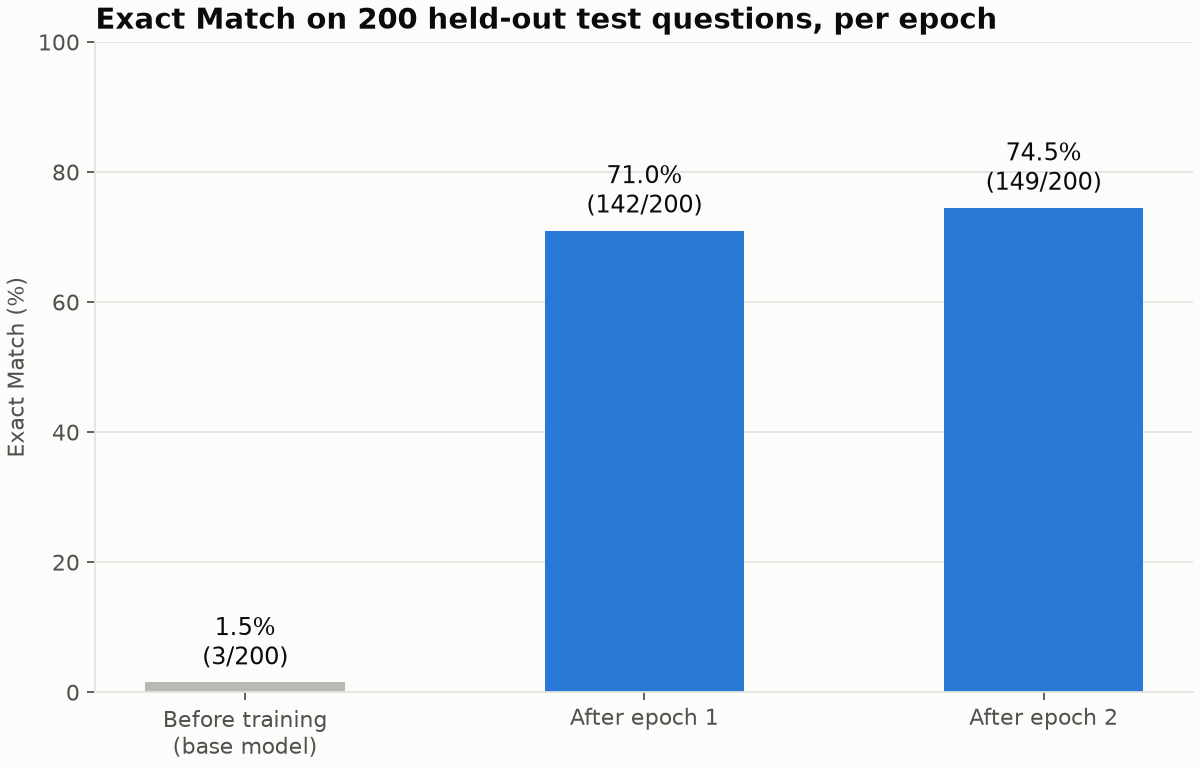 Exact Match on 200 held-out test questions, per epoch
Exact Match (%)
100
80
60
40
20
0
1.5%
(3/200)
71.0%
(142/200)
74.5%
(149/200)
Before training
(base model)
After epoch 1
After epoch 2